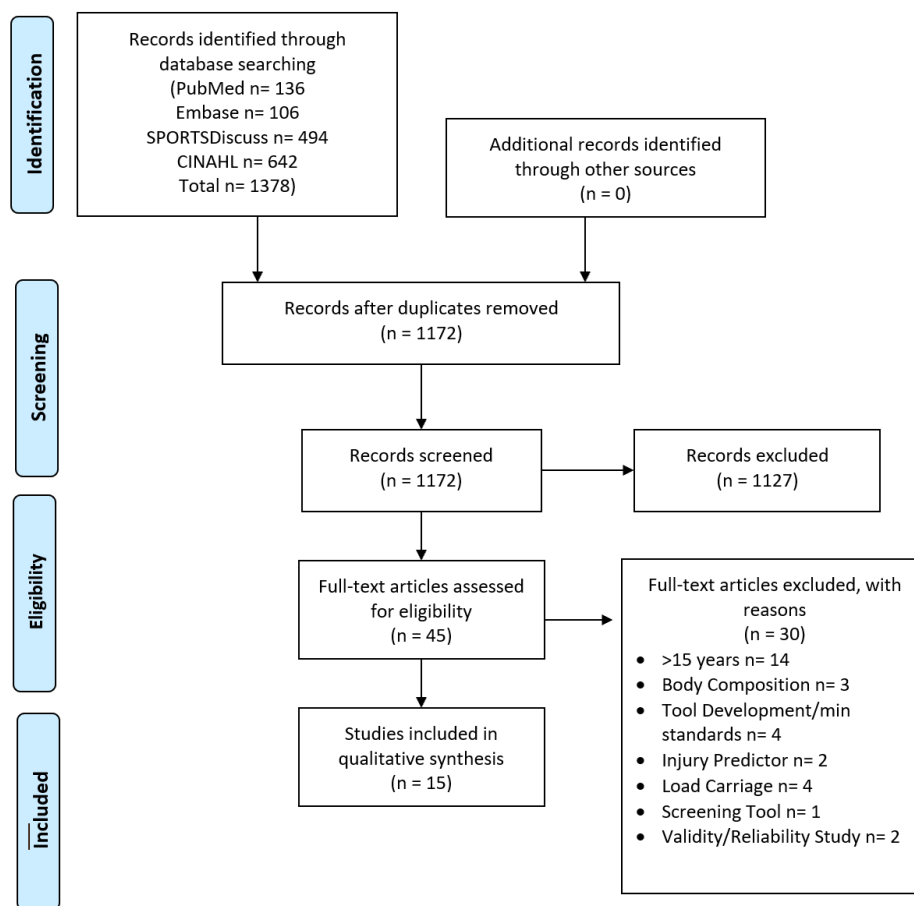 Identification
Records identified through
database searching
(PubMed n= 136
Embase n= 106
SPORTSDiscuss n= 494
CINAHL n= 642
Total n= 1378)
Additional records identified
through other sources
(n = 0)
Screening
Records after duplicates removed
(n = 1172)
Records screened
(n = 1172)
Records excluded
(n = 1127)
Eligibility
Full-text articles assessed
for eligibility
(n = 45)
Full-text articles excluded, with
reasons
(n = 30)
• >15 years n= 14
• Body Composition n= 3
• Tool Development/min
standards n= 4
• Injury Predictor n= 2
• Load Carriage n= 4
• Screening Tool n= 1
• Validity/Reliability Study n= 2
Included
Studies included in
qualitative synthesis
(n = 15)